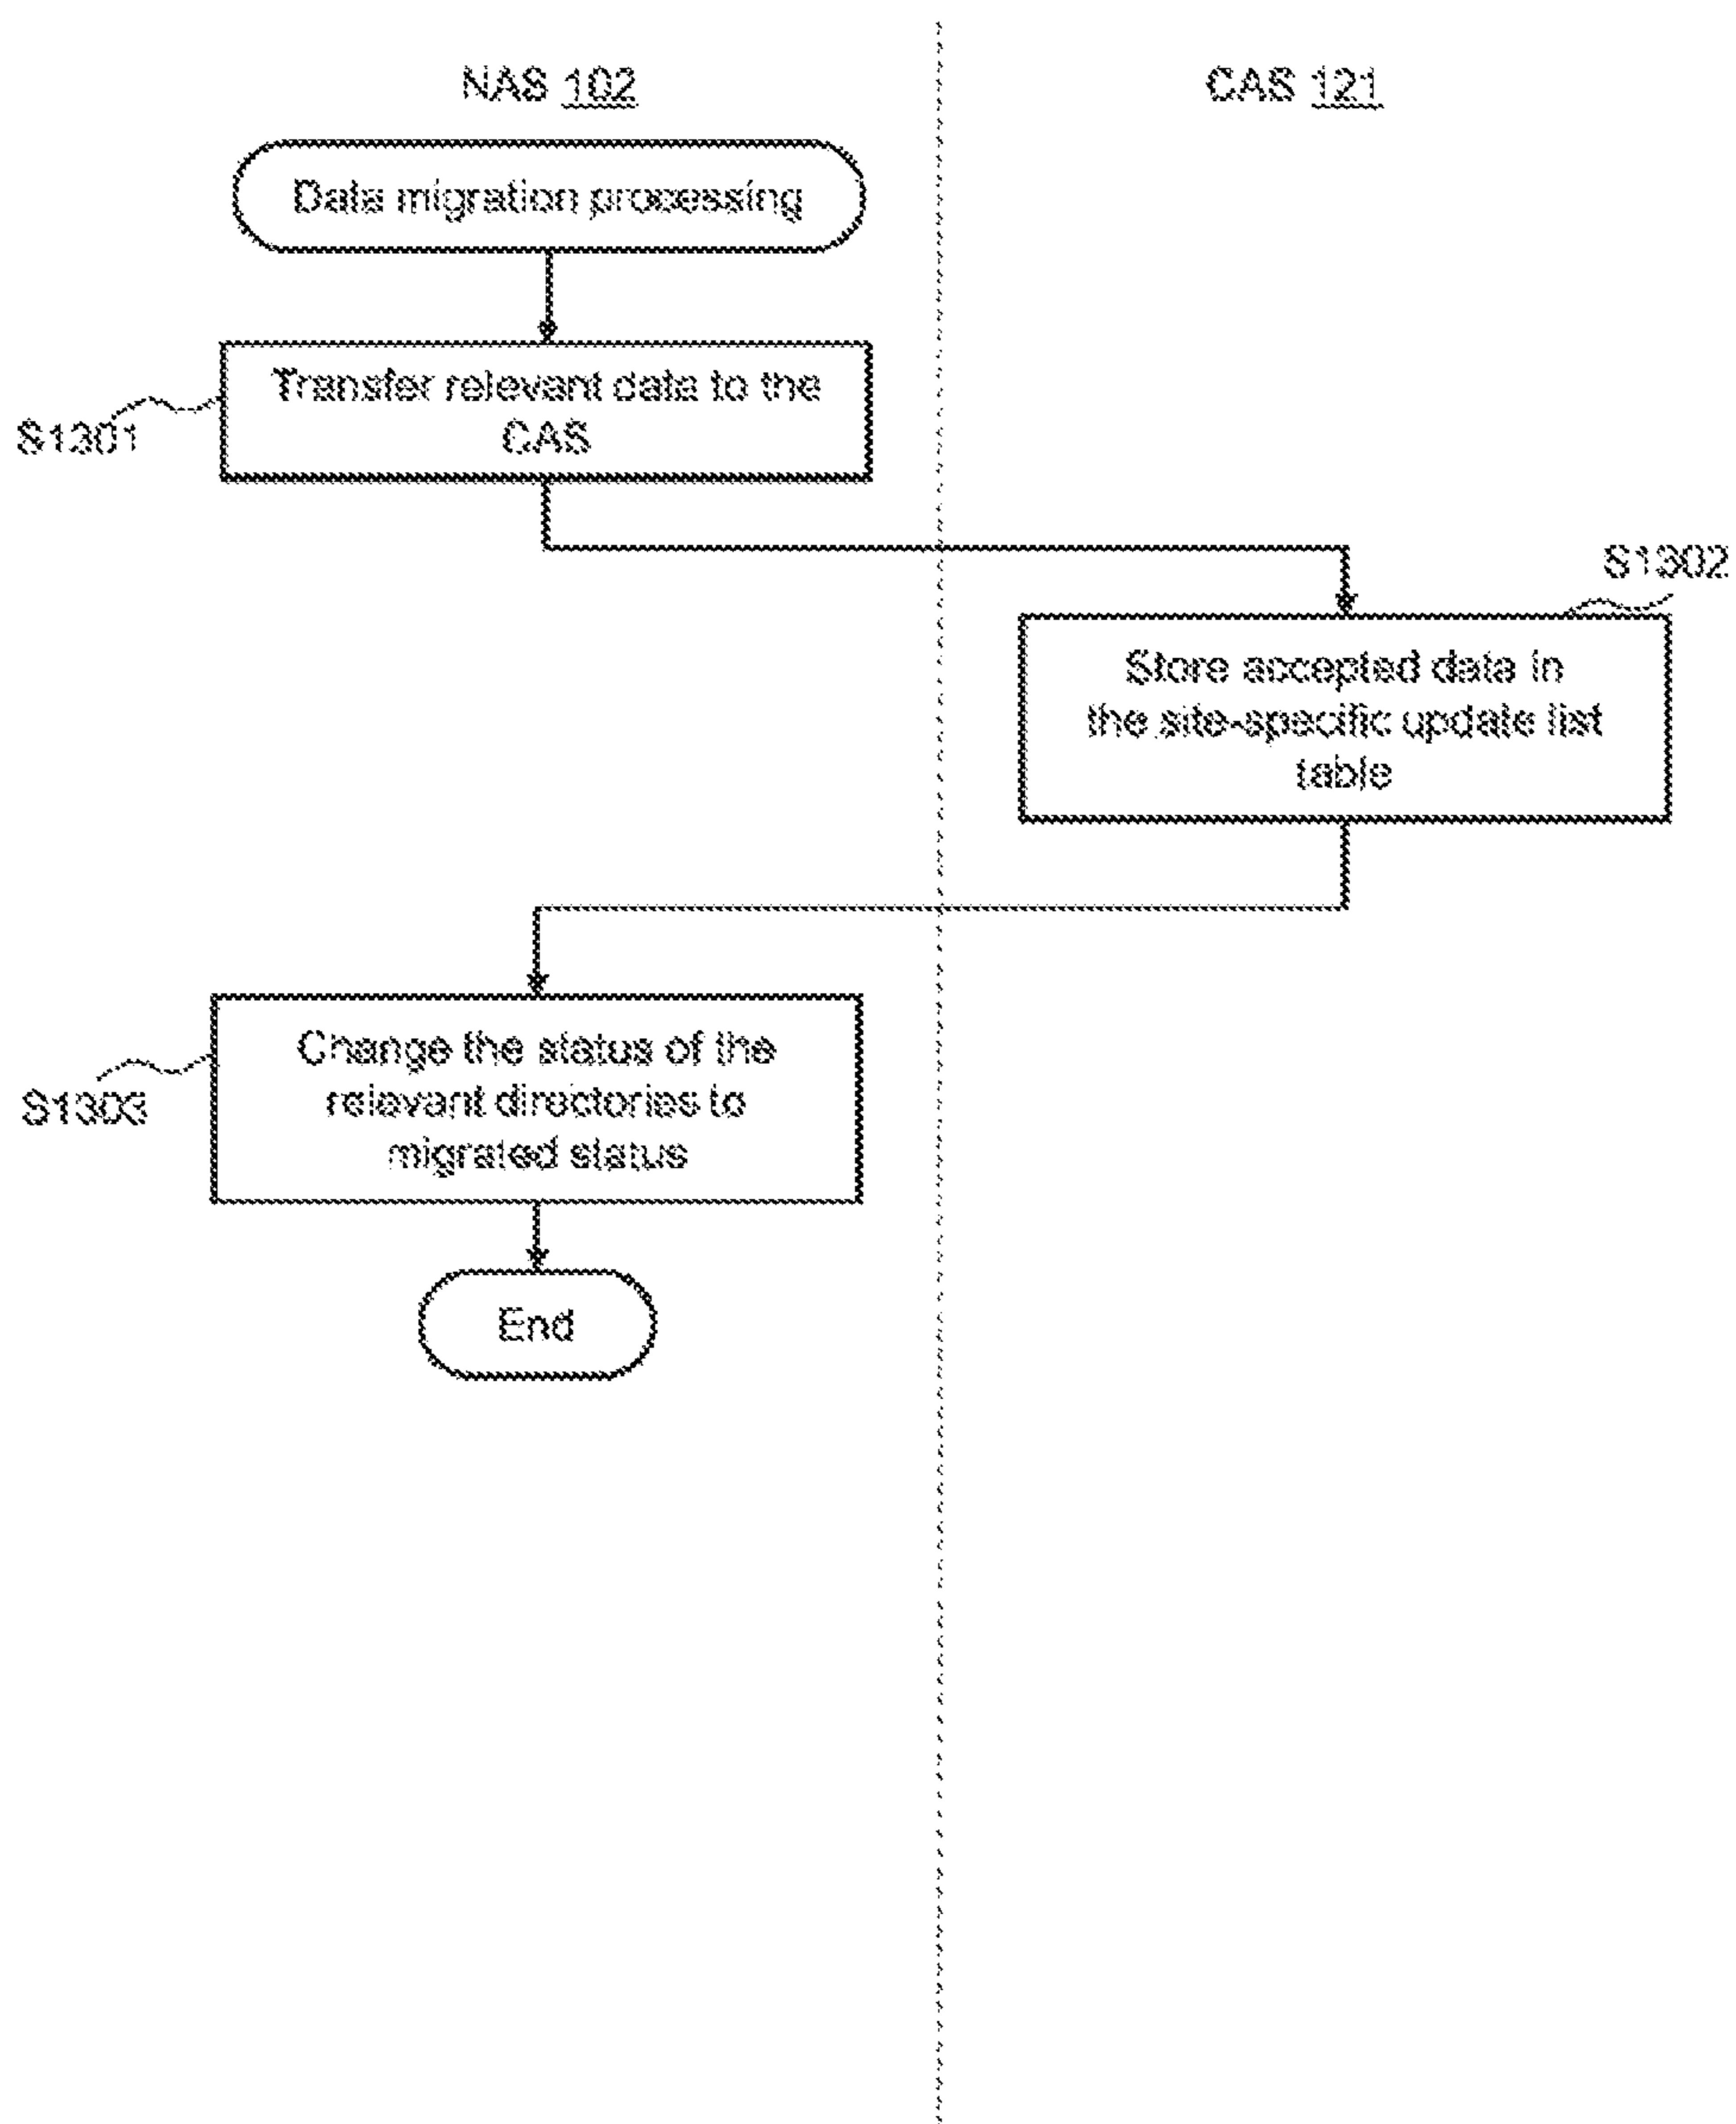 NAS 102
CAS 121
Data migration processing
S1301
Transfer relevant data to the
CAS
S1302
Store accepted data in
the site-specific update list
table
S1303
Change the status of the
relevant directories to
migrated status
End